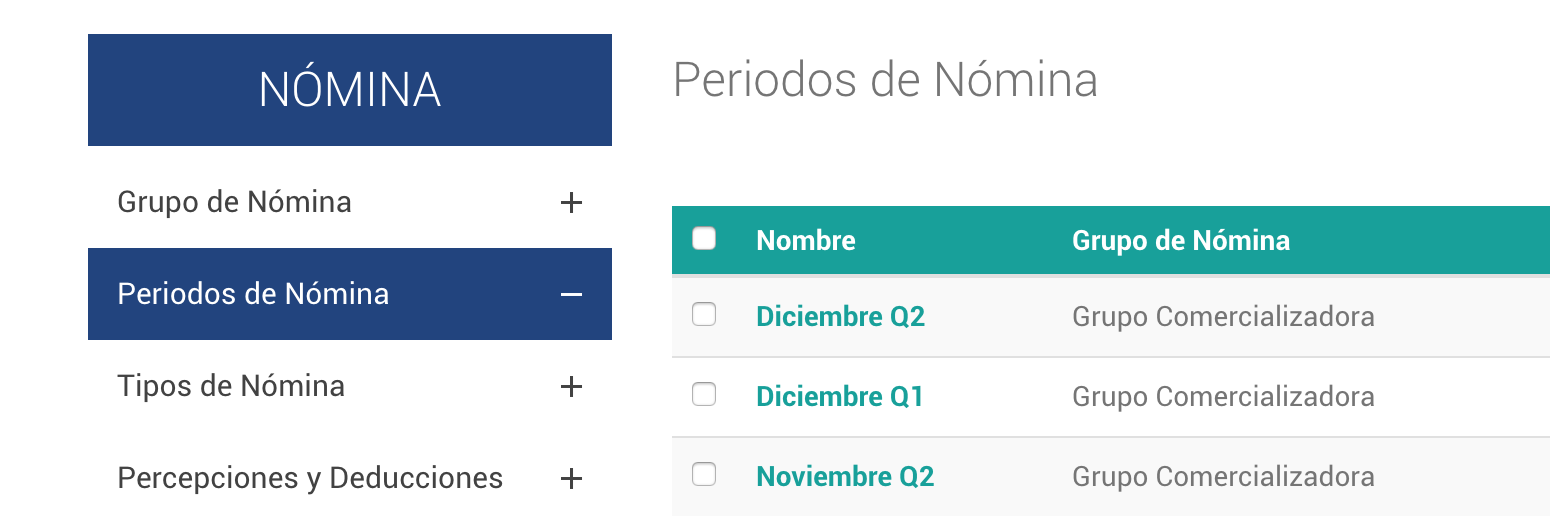 NÓMINA
Grupo de Nómina
Periodos de Nómina
Tipos de Nómina
Percepciones y Deducciones
Periodos de Nómina
Nombre Grupo de Nómina
Diciembre Q2 Grupo Comercializadora
Diciembre Q1 Grupo Comercializadora
Noviembre Q2 Grupo Comercializadora